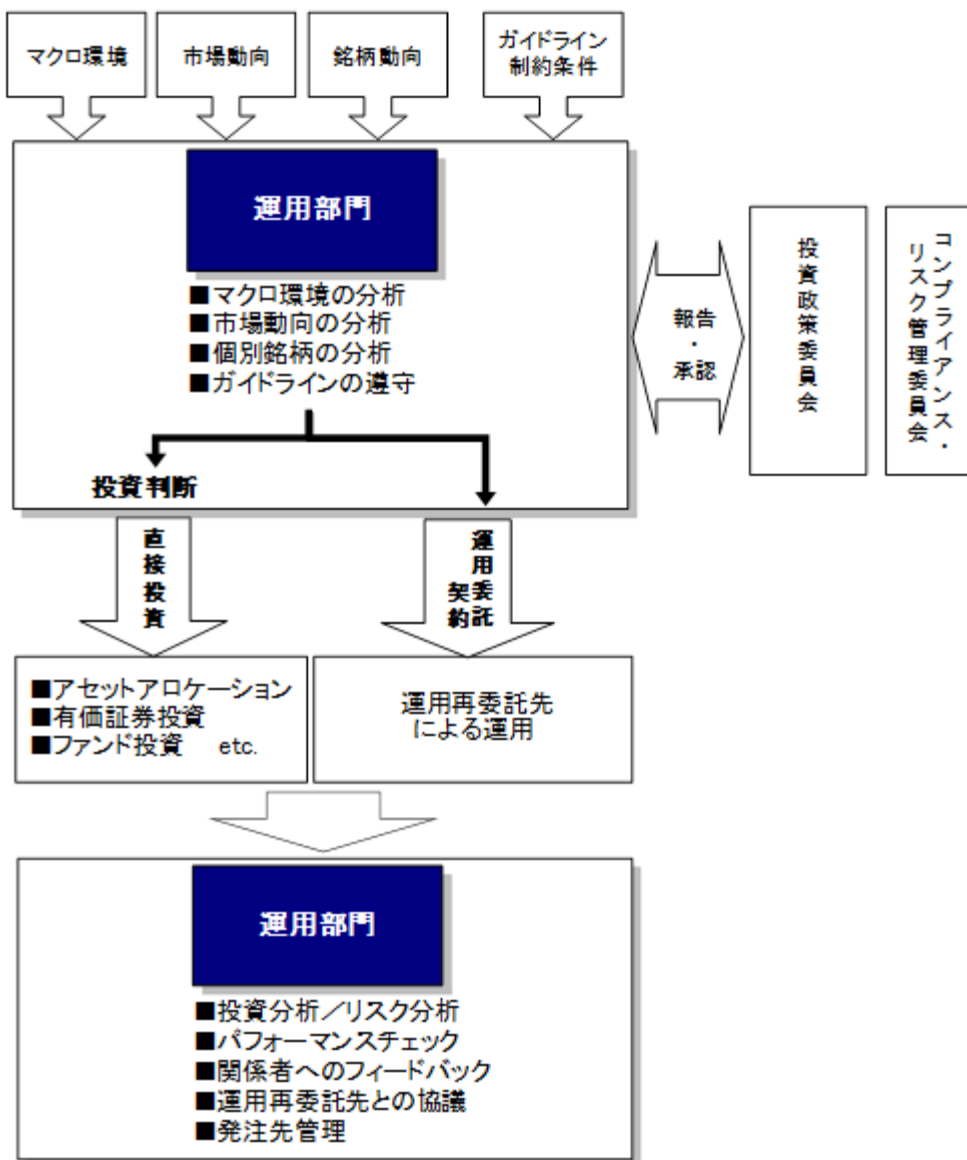 マクロ環境
市場動向
銘柄動向
ガイドライン
制約条件
運用部門
■マクロ環境の分析
■市場動向の分析
■個別銘柄の分析
■ガイドラインの遵守
投資判断
報告
・
承認
投資政策委員会
コンプライアンス・
リスク管理委員会
直接投資
運用委託
契約
■アセットアロケーション
■有価証券投資
■ファンド投資 etc.
運用再委託先
による運用
運用部門
■投資分析／リスク分析
■パフォーマンスチェック
■関係者へのフィードバック
■運用再委託先との協議
■発注先管理